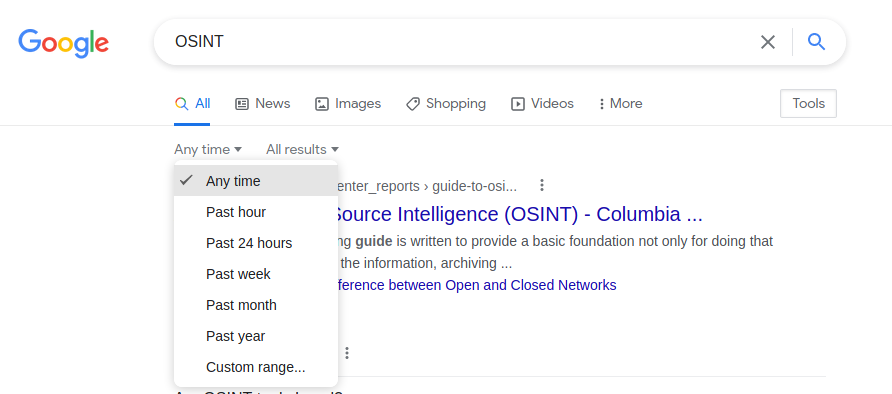 Google
OSINT
All News Images Shopping Videos More Tools
Any time All results
Any time
Past hour
Past 24 hours
Past week
Past month
Past year
Custom range...
enter_reports › guide-to-osi...
Source Intelligence (OSINT) - Columbia ...
ng guide is written to provide a basic foundation not only for doing that
the information, archiving ...
ference between Open and Closed Networks